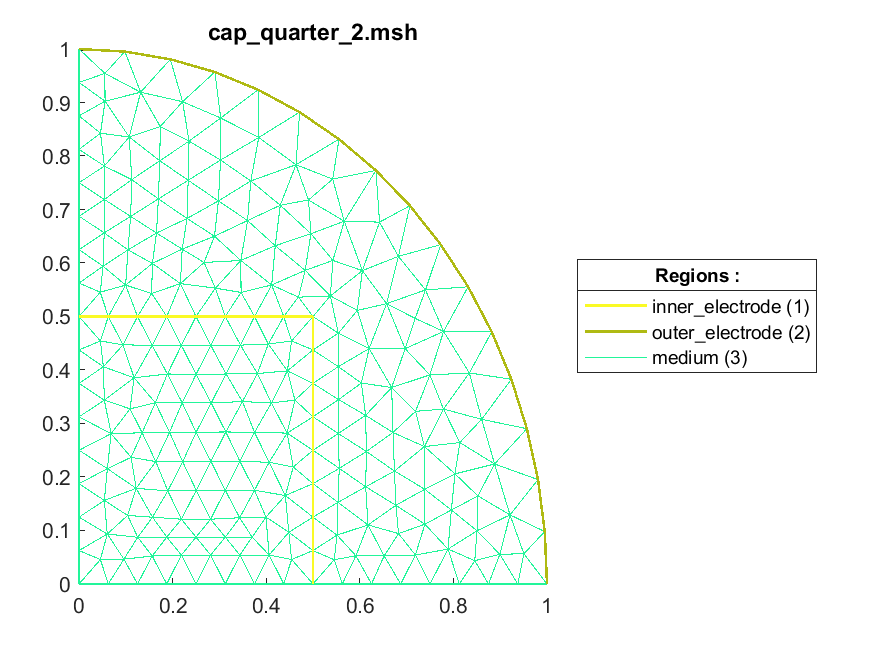 cap_quarter_2.msh
1
0.9
0.8
0.7
0.6
0.5
0.4
0.3
0.2
0.1
0
0 0.2 0.4 0.6 0.8 1
Regions :
inner_electrode (1)
outer_electrode (2)
medium (3)